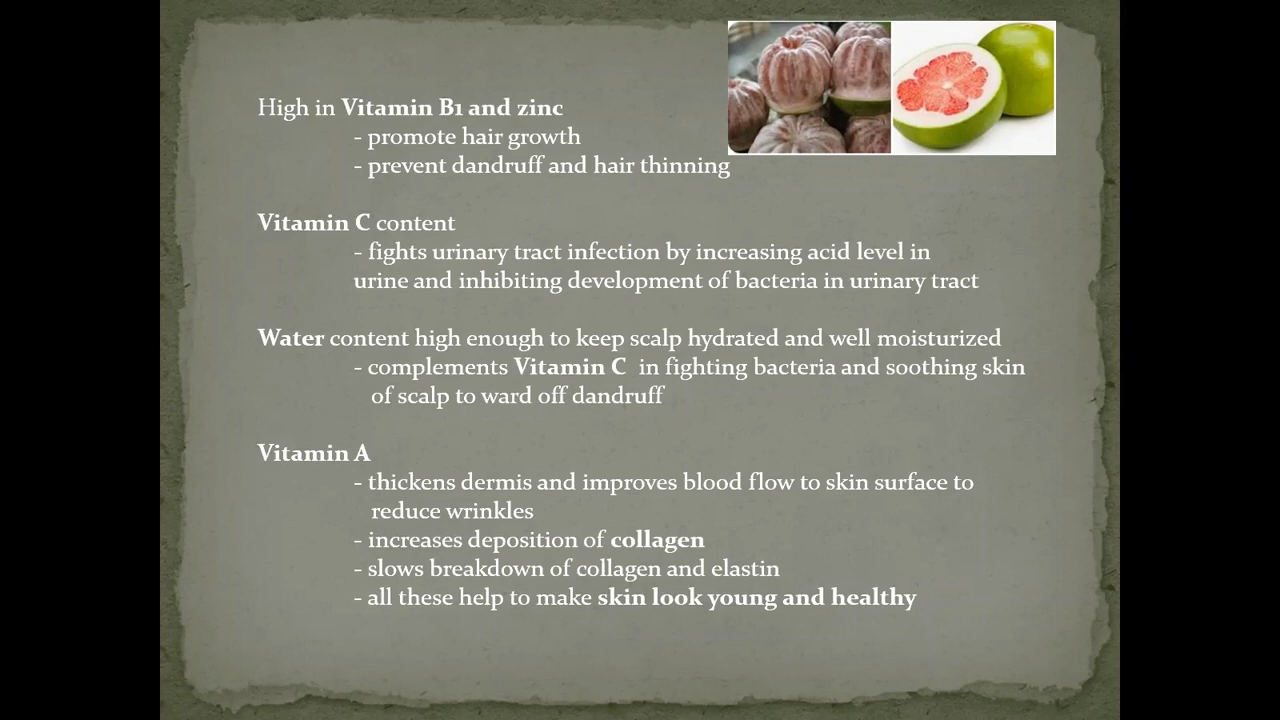 High in Vitamin B1 and zinc
- promote hair growth
- prevent dandruff and hair thinning
Vitamin C content
- fights urinary tract infection by increasing acid level in
urine and inhibiting development of bacteria in urinary tract
Water content high enough to keep scalp hydrated and well moisturized
- complements Vitamin C in fighting bacteria and soothing skin
of scalp to ward off dandruff
Vitamin A
- thickens dermis and improves blood flow to skin surface to
reduce wrinkles
- increases deposition of collagen
- slows breakdown of collagen and elastin
- all these help to make skin look young and healthy